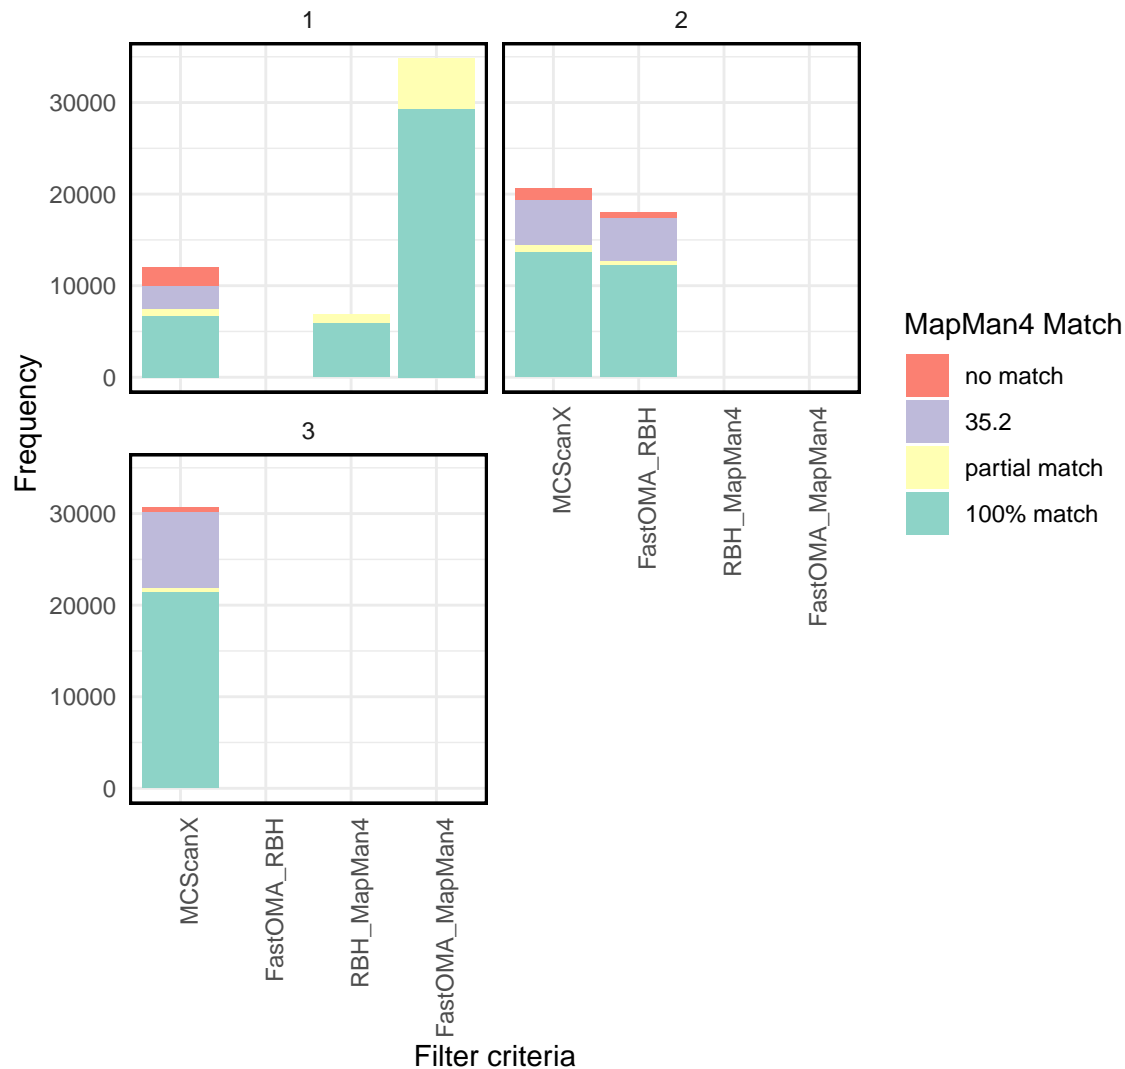 1
2
30000
20000
10000
0
Frequency
MapMan4 Match
no match
35.2
partial match
100% match
MCScanX
FastOMA_RBH
RBH_MapMan4
FastOMA_MapMan4
3
30000
20000
10000
0
MCScanX
FastOMA_RBH
RBH_MapMan4
FastOMA_MapMan4
Filter criteria